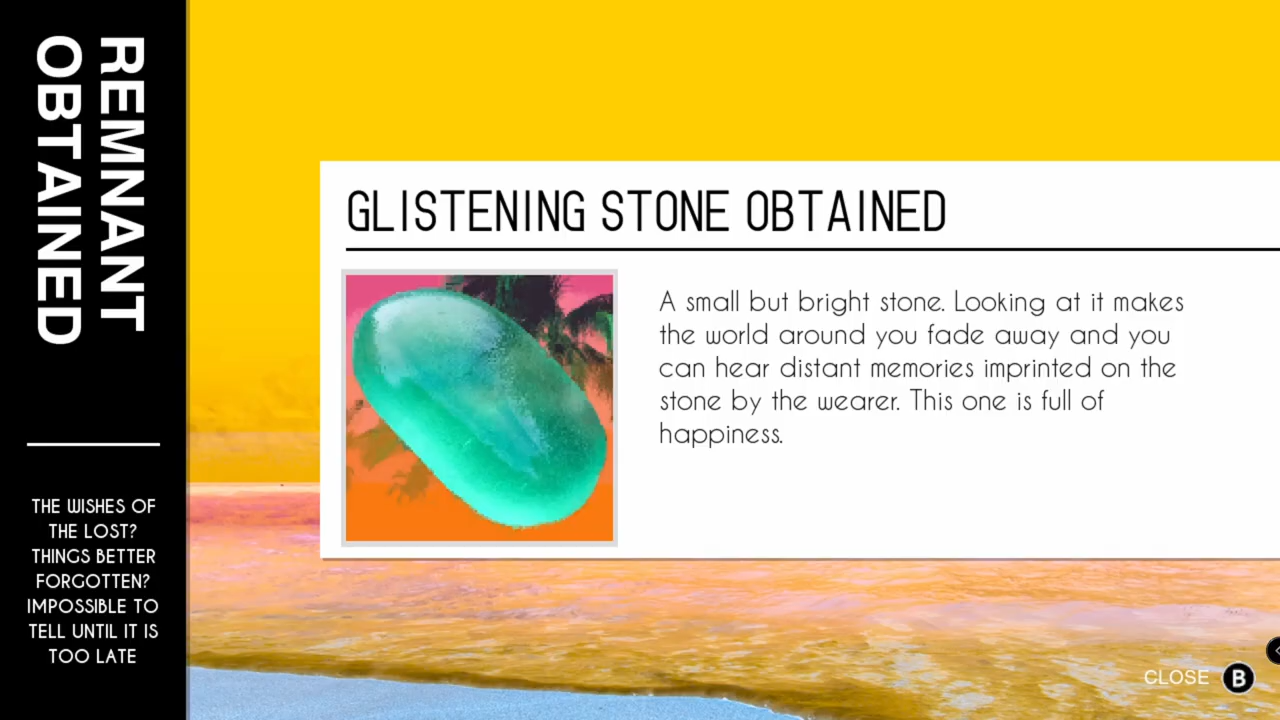 REMNANT
OBTAINED
THE WISHES OF
THE LOST?
THINGS BETTER
FORGOTTEN?
IMPOSSIBLE TO
TELL UNTIL IT IS
TOO LATE
GLISTENING STONE OBTAINED
A small but bright stone. Looking at it makes
the world around you fade away and you
can hear distant memories imprinted on the
stone by the wearer. This one is full of
happiness.
CLOSE B